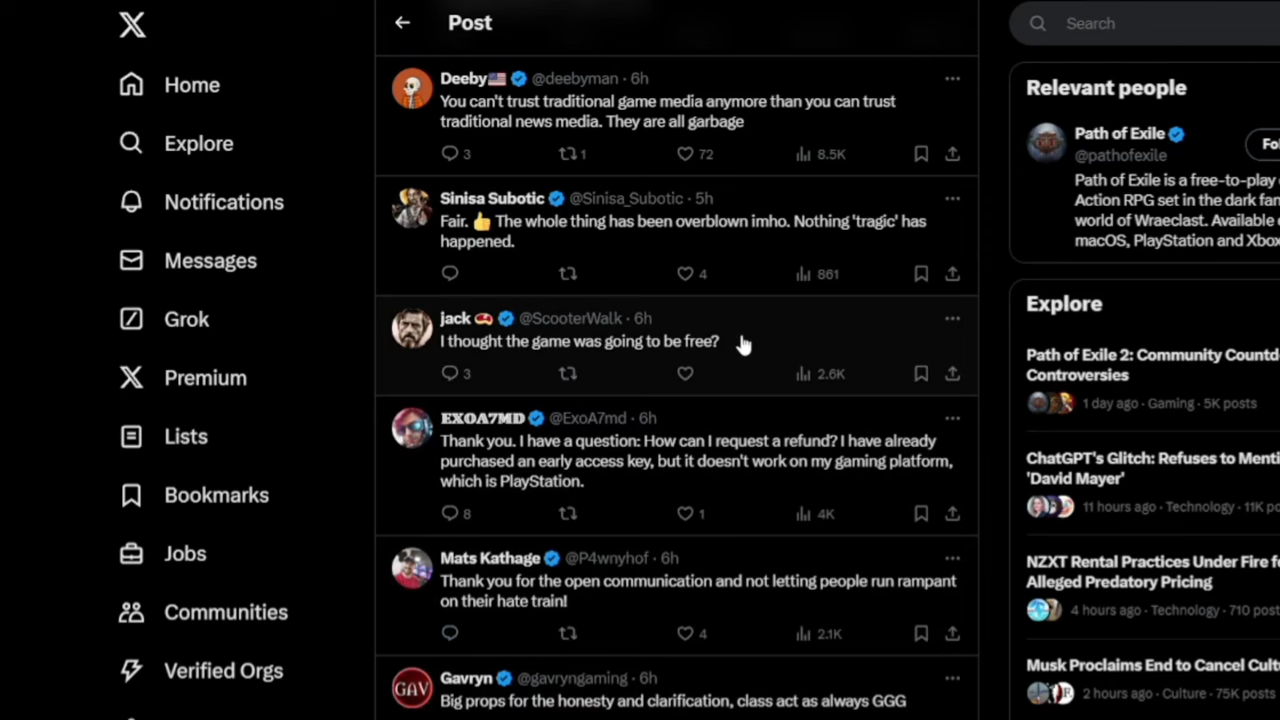 Post
Search
Home
Explore
Notifications
Messages
Grok
Premium
Lists
Bookmarks
Jobs
Communities
Verified Orgs
Deeby🇺🇸 @deebyman · 6h
You can't trust traditional game media anymore than you can trust
traditional news media. They are all garbage
3 1 72 8.5K
Sinisa Subotic @Sinisa_Subotic · 5h
Fair. 👍 The whole thing has been overblown imho. Nothing 'tragic' has
happened.
4 861
jack @ScooterWalk · 6h
I thought the game was going to be free?
3 2.6K
EXOA7MD @ExoA7md · 6h
Thank you. I have a question: How can I request a refund? I have already
purchased an early access key, but it doesn't work on my gaming platform,
which is PlayStation.
8 1 4K
Mats Kathage @P4wnyhof · 6h
Thank you for the open communication and not letting people run rampant
on their hate train!
4 2.1K
Gavryn @gavryngaming · 6h
GAV
Big props for the honesty and clarification, class act as always GGG
Relevant people
Path of Exile
@pathofexile
Fo
Path of Exile is a free-to-play
Action RPG set in the dark fan
world of Wraeclast. Available
macOS, PlayStation and Xbox
Explore
Path of Exile 2: Community Countd
Controversies
1 day ago · Gaming · 5K posts
ChatGPT's Glitch: Refuses to Menti
'David Mayer'
11 hours ago · Technology · 11K po
NZXT Rental Practices Under Fire f
Alleged Predatory Pricing
4 hours ago · Technology · 710 post
Musk Proclaims End to Cancel Cult
2 hours ago · Culture · 75K posts